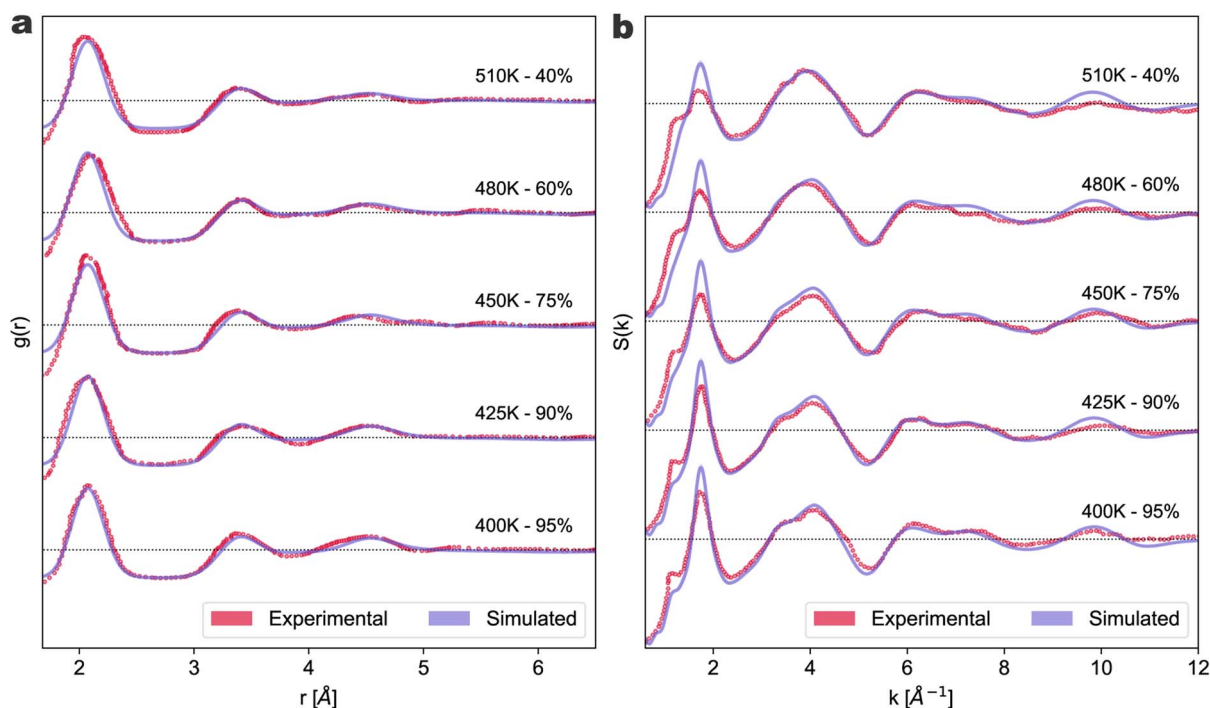 a
510K - 40%
480K - 60%
450K - 75%
425K - 90%
400K - 95%
g(r)
Experimental
Simulated
2
3
4
5
6
r [Å]
b
510K - 40%
480K - 60%
450K - 75%
425K - 90%
400K - 95%
S(k)
Experimental
Simulated
2
4
6
8
10
12
k [Å⁻¹]